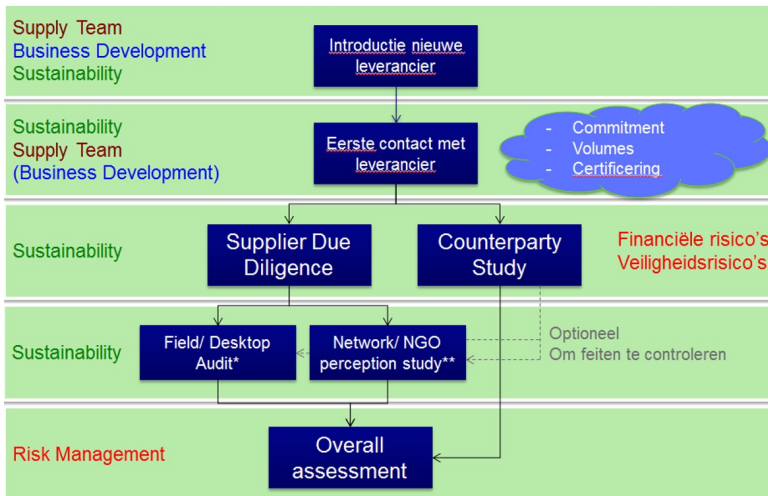 Supply Team
Business Development
Sustainability
Introductie nieuwe
leverancier
Sustainability
Supply Team
(Business Development)
Eerste contact met
leverancier
- Commitment
- Volumes
- Certificering
Sustainability
Supplier Due
Diligence
Counterparty
Study
Financiële risico's
Veiligheidsrisico's
Sustainability
Field/ Desktop
Audit*
Network/ NGO
perception study**
Optioneel
Om feiten te controleren
Risk Management
Overall
assessment